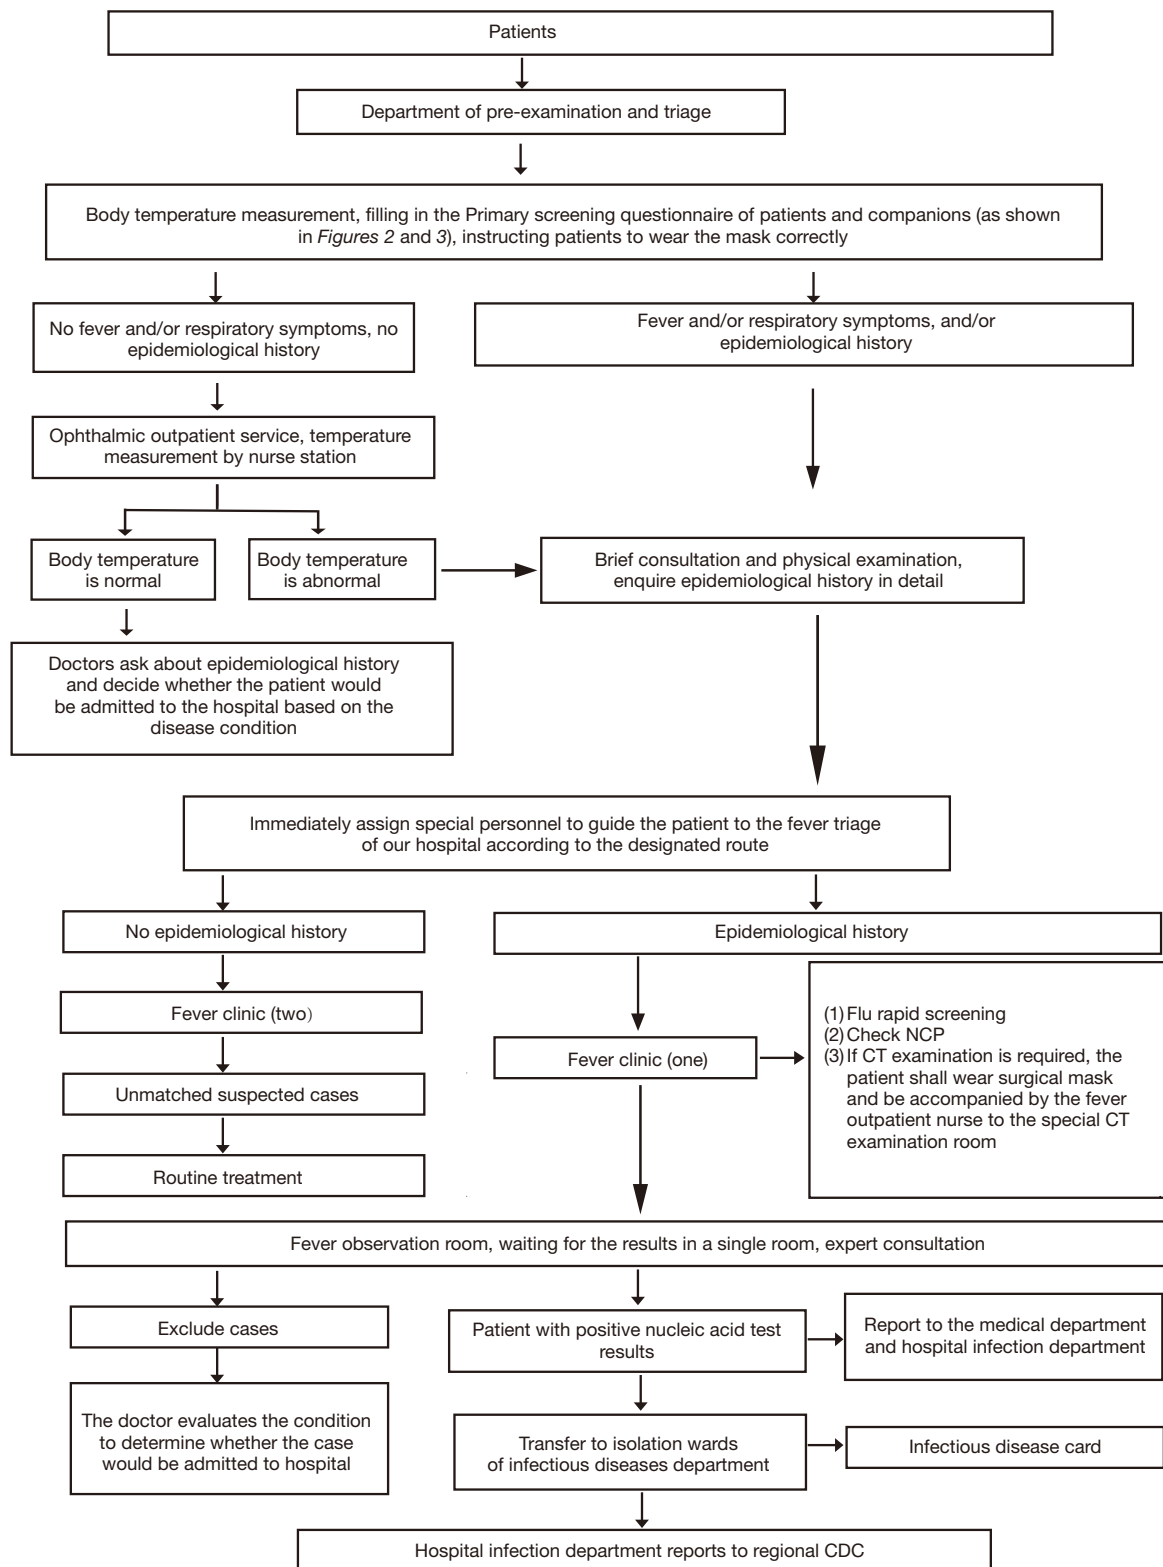 Patients
Department of pre-examination and triage
Body temperature measurement, filling in the Primary screening questionnaire of patients and companions (as shown
in Figures 2 and 3), instructing patients to wear the mask correctly
No fever and/or respiratory symptoms, no
epidemiological history
Fever and/or respiratory symptoms, and/or
epidemiological history
Ophthalmic outpatient service, temperature
measurement by nurse station
Body temperature
is normal
Body temperature
is abnormal
Brief consultation and physical examination,
enquire epidemiological history in detail
Doctors ask about epidemiological history
and decide whether the patient would
be admitted to the hospital based on the
disease condition
Immediately assign special personnel to guide the patient to the fever triage
of our hospital according to the designated route
No epidemiological history
Epidemiological history
Fever clinic (two）
Fever clinic (one)
(1) Flu rapid screening
(2) Check NCP
(3) If CT examination is required, the
patient shall wear surgical mask
and be accompanied by the fever
outpatient nurse to the special CT
examination room
Unmatched suspected cases
Routine treatment
Fever observation room, waiting for the results in a single room, expert consultation
Exclude cases
Patient with positive nucleic acid test
results
Report to the medical department
and hospital infection department
The doctor evaluates the condition
to determine whether the case
would be admitted to hospital
Transfer to isolation wards
of infectious diseases department
Infectious disease card
Hospital infection department reports to regional CDC